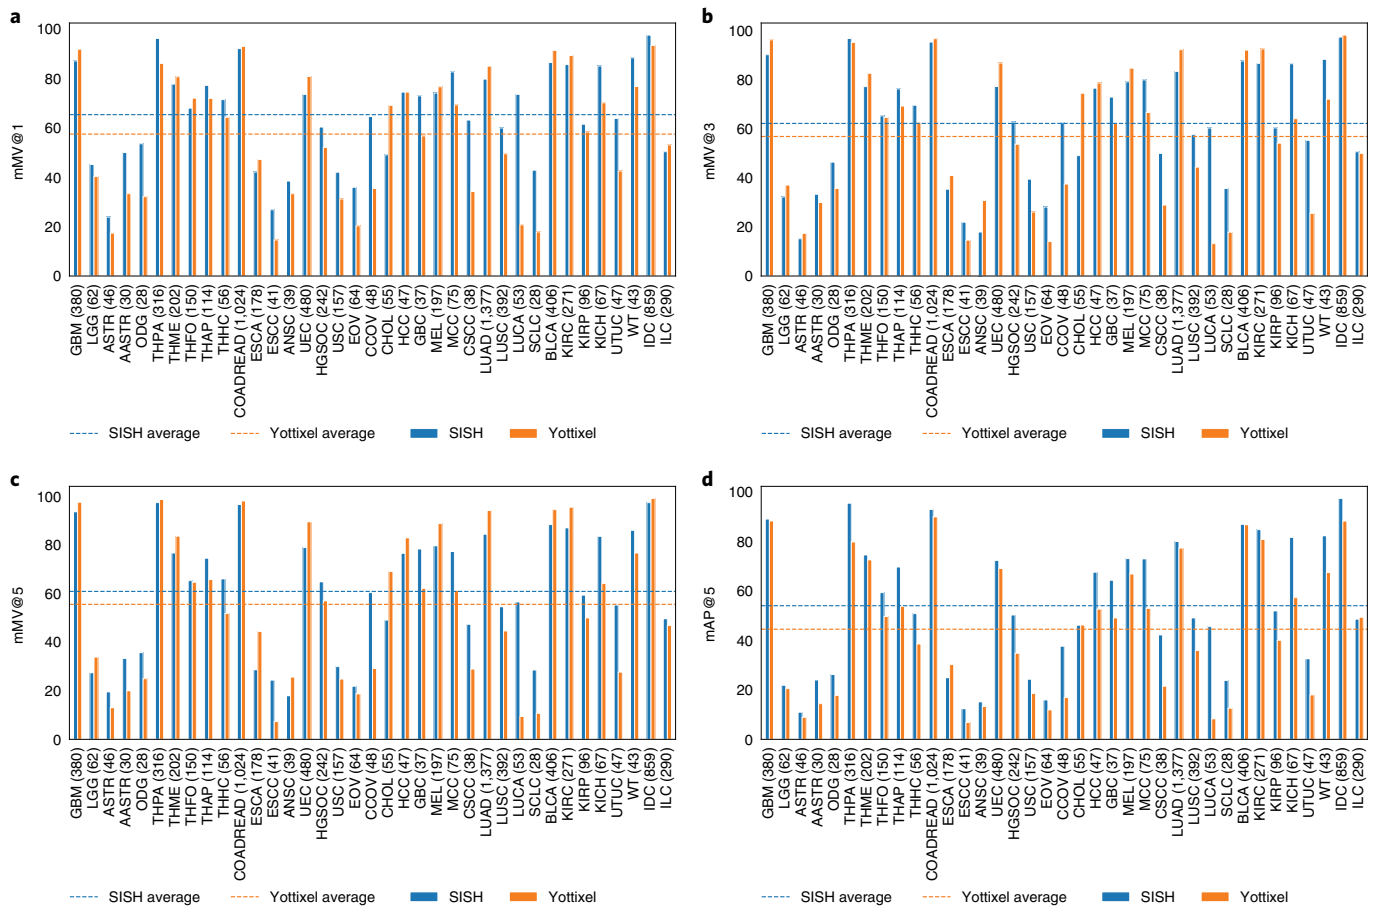 a
mMV@1
100
80
60
40
20
0
GBM (380)
LGG (62)
ASTR (46)
AASTR (30)
ODG (28)
THPA (316)
THME (202)
THFO (150)
THAP (114)
THHC (56)
COADREAD (1,024)
ESCA (178)
ESCC (41)
ANSC (39)
UEC (480)
HGSOC (242)
USC (157)
EOV (64)
CCOV (48)
CHOL (55)
HCC (47)
GBC (37)
MEL (197)
MCC (75)
CSCC (38)
LUAD (1,377)
LUSC (392)
LUCA (53)
SCLC (28)
BLCA (406)
KIRC (271)
KIRP (96)
KICH (67)
UTUC (47)
WT (43)
IDC (859)
ILC (290)
SISH average Yottixel average SISH Yottixel
b
mMV@3
100
80
60
40
20
0
GBM (380)
LGG (62)
ASTR (46)
AASTR (30)
ODG (28)
THPA (316)
THME (202)
THFO (150)
THAP (114)
THHC (56)
COADREAD (1,024)
ESCA (178)
ESCC (41)
ANSC (39)
UEC (480)
HGSOC (242)
USC (157)
EOV (64)
CCOV (48)
CHOL (55)
HCC (47)
GBC (37)
MEL (197)
MCC (75)
CSCC (38)
LUAD (1,377)
LUSC (392)
LUCA (53)
SCLC (28)
BLCA (406)
KIRC (271)
KIRP (96)
KICH (67)
UTUC (47)
WT (43)
IDC (859)
ILC (290)
SISH average Yottixel average SISH Yottixel
c
mMV@5
100
80
60
40
20
0
GBM (380)
LGG (62)
ASTR (46)
AASTR (30)
ODG (28)
THPA (316)
THME (202)
THFO (150)
THAP (114)
THHC (56)
COADREAD (1,024)
ESCA (178)
ESCC (41)
ANSC (39)
UEC (480)
HGSOC (242)
USC (157)
EOV (64)
CCOV (48)
CHOL (55)
HCC (47)
GBC (37)
MEL (197)
MCC (75)
CSCC (38)
LUAD (1,377)
LUSC (392)
LUCA (53)
SCLC (28)
BLCA (406)
KIRC (271)
KIRP (96)
KICH (67)
UTUC (47)
WT (43)
IDC (859)
ILC (290)
SISH average Yottixel average SISH Yottixel
d
mAP@5
100
80
60
40
20
0
GBM (380)
LGG (62)
ASTR (46)
AASTR (30)
ODG (28)
THPA (316)
THME (202)
THFO (150)
THAP (114)
THHC (56)
COADREAD (1,024)
ESCA (178)
ESCC (41)
ANSC (39)
UEC (480)
HGSOC (242)
USC (157)
EOV (64)
CCOV (48)
CHOL (55)
HCC (47)
GBC (37)
MEL (197)
MCC (75)
CSCC (38)
LUAD (1,377)
LUSC (392)
LUCA (53)
SCLC (28)
BLCA (406)
KIRC (271)
KIRP (96)
KICH (67)
UTUC (47)
WT (43)
IDC (859)
ILC (290)
SISH average Yottixel average SISH Yottixel